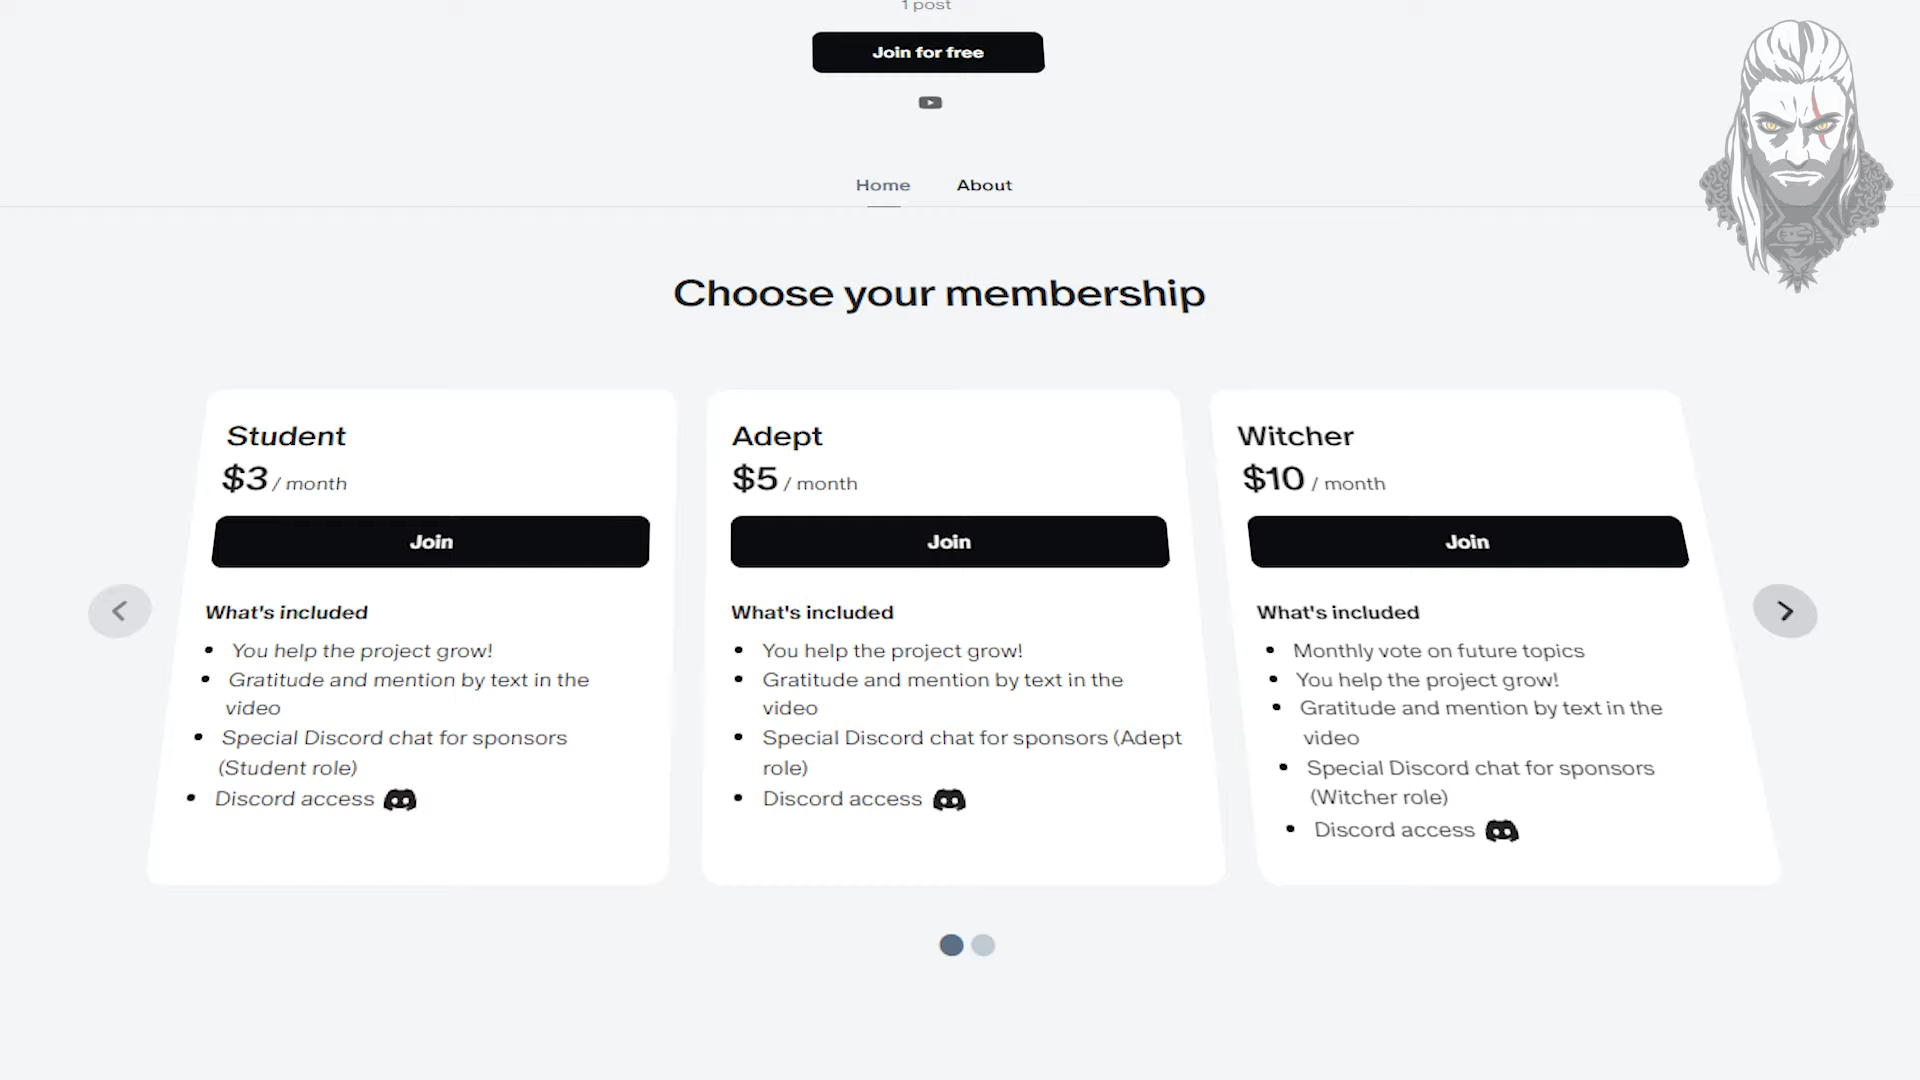 1 post
Join for free
Home About
Choose your membership
Student
$3 / month
Join
What's included
• You help the project grow!
• Gratitude and mention by text in the
video
• Special Discord chat for sponsors
(Student role)
• Discord access
Adept
$5 / month
Join
What's included
• You help the project grow!
• Gratitude and mention by text in the
video
• Special Discord chat for sponsors (Adept
role)
• Discord access
Witcher
$10 / month
Join
What's included
• Monthly vote on future topics
• You help the project grow!
• Gratitude and mention by text in the
video
• Special Discord chat for sponsors
(Witcher role)
• Discord access